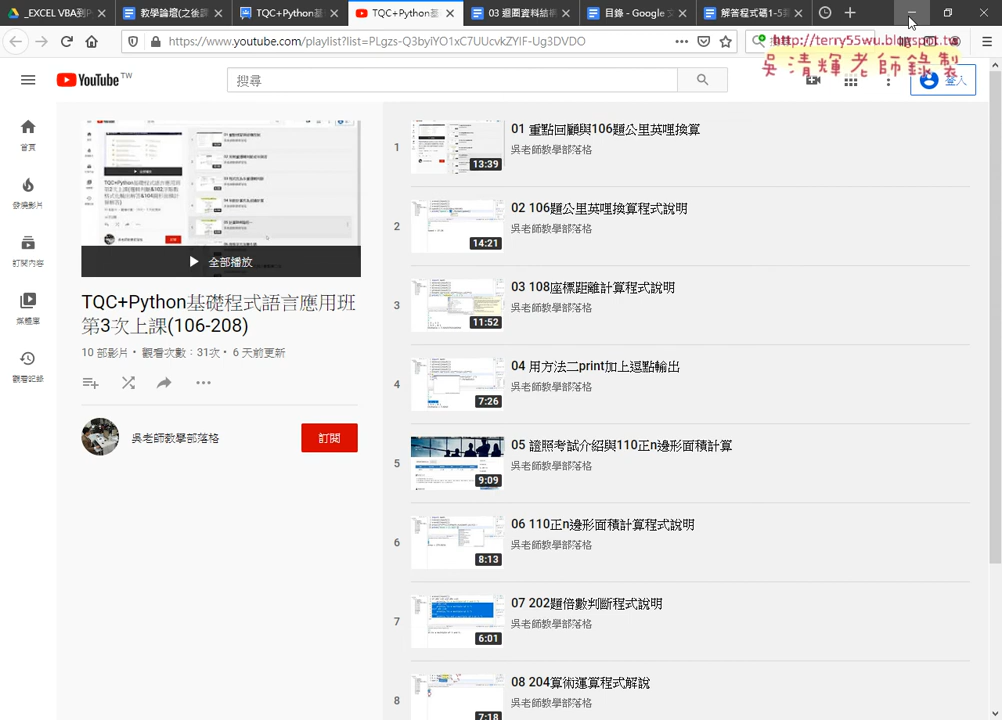 _EXCEL VBA到P
教學論壇(之後課
TQC+Python基
TQC+Python基
03 迴圈資料結構
目錄 - Google 文
解答程式碼1-5
https://www.youtube.com/playlist?list=PLgzs-Q3byiYO1xC7UUcvkZYIF-Ug3DVDO
http://terry55wu.blogspot.tw
吳清輝老師錄製
YouTube TW
搜尋
登入
首頁
發燒影片
訂閱內容
媒體庫
觀看記錄
全部播放
TQC+Python基礎程式語言應用班
第3次上課(106-208)
10 部影片・觀看次數：31次・6 天前更新
吳老師教學部落格
訂閱
1
13:39
01 重點回顧與106題公里英哩換算
吳老師教學部落格
2
14:21
02 106題公里英哩換算程式說明
吳老師教學部落格
3
11:52
03 108座標距離計算程式說明
吳老師教學部落格
4
7:26
04 用方法二print加上逗點輸出
吳老師教學部落格
5
9:09
05 證照考試介紹與110正n邊形面積計算
吳老師教學部落格
6
8:13
06 110正n邊形面積計算程式說明
吳老師教學部落格
7
6:01
07 202題倍數判斷程式說明
吳老師教學部落格
8
7:18
08 204算術運算程式解說
吳老師教學部落格